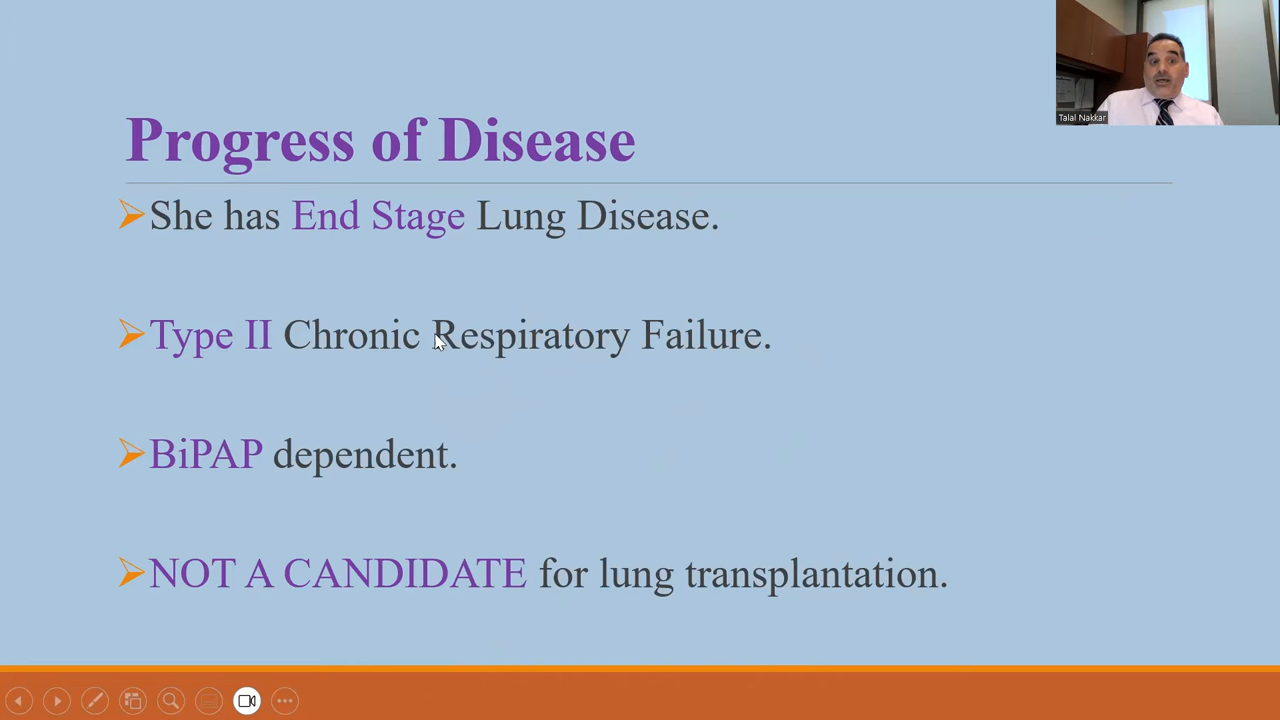 Talal Nakkar
Progress of Disease
She has End Stage Lung Disease.
Type II Chronic Respiratory Failure.
BiPAP dependent.
NOT A CANDIDATE for lung transplantation.